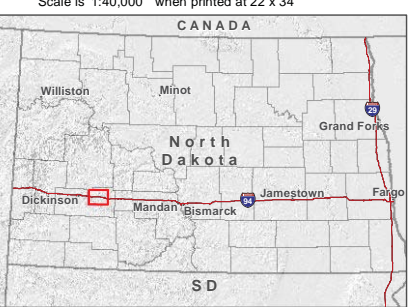 Scale is 1:40,000 when printed at 22 x 34
CANADA
Williston
Minot
29
Grand Forks
North
Dakota
Dickinson
Mandan
Bismarck
94
Jamestown
Fargo
SD